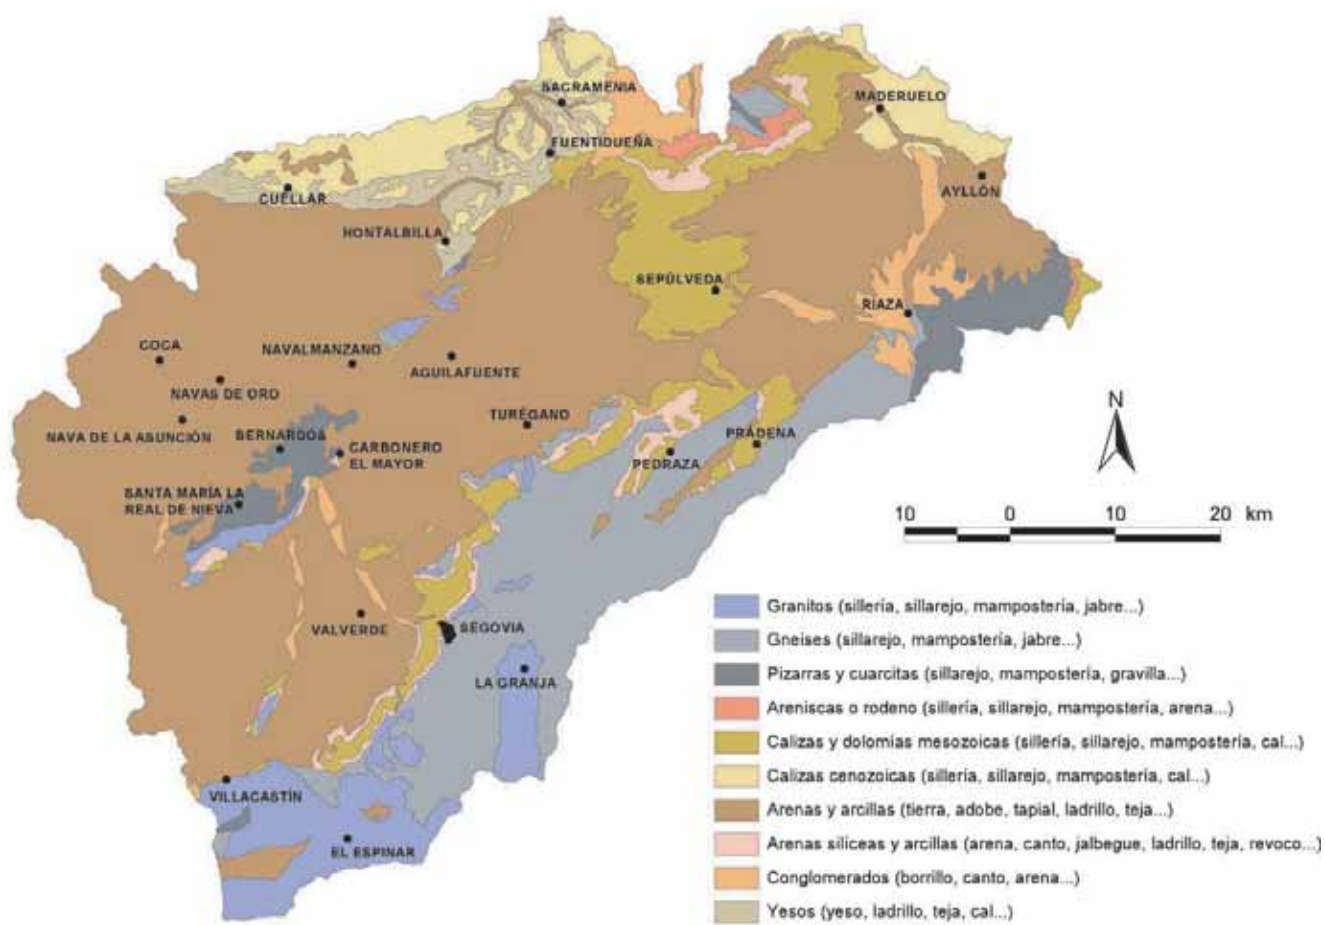 SACRAMENIA
MADERUELO
FUENTIDUEÑA
AYLLÓN
CUÉLLAR
HONTALBILLA
SEPÚLVEDA
RIAZA
COCA
NAVALMANZANO
AGUILAFUENTE
NAVAS DE ORO
TURÉGANO
NAVA DE LA ASUNCIÓN
BERNARDOS
CARBONERO
EL MAYOR
PRÁDENA
PEDRAZA
SANTA MARÍA LA
REAL DE NIEVA
VALVERDE
SEGOVIA
LA GRANJA
VILLACASTÍN
EL ESPINAR
N
10 0 10 20 km
Granitos (sillería, sillarejo, mampostería, jabre...)
Gneises (sillarejo, mampostería, jabre...)
Pizarras y cuarcitas (sillarejo, mampostería, gravilla...)
Areniscas o rodeno (sillería, sillarejo, mampostería, arena...)
Calizas y dolomías mesozoicas (sillería, sillarejo, mampostería, cal...)
Calizas cenozoicas (sillería, sillarejo, mampostería, cal...)
Arenas y arcillas (tierra, adobe, tapial, ladrillo, teja...)
Arenas silíceas y arcillas (arena, canto, jalbegue, ladrillo, teja, revoco...)
Conglomerados (borrillo, canto, arena...)
Yesos (yeso, ladrillo, teja, cal...)